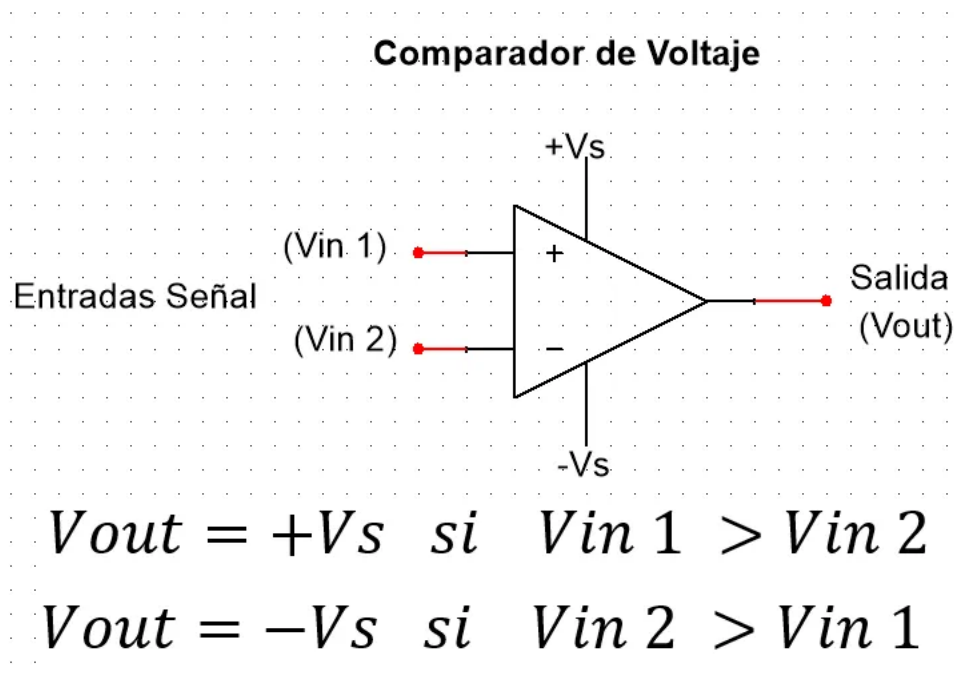 Comparador de Voltaje
+Vs
(Vin 1)
+
Entradas Señal
Salida
(Vout)
(Vin 2)
−
-Vs
Vout = +Vs si Vin 1 > Vin 2
Vout = −Vs si Vin 2 > Vin 1